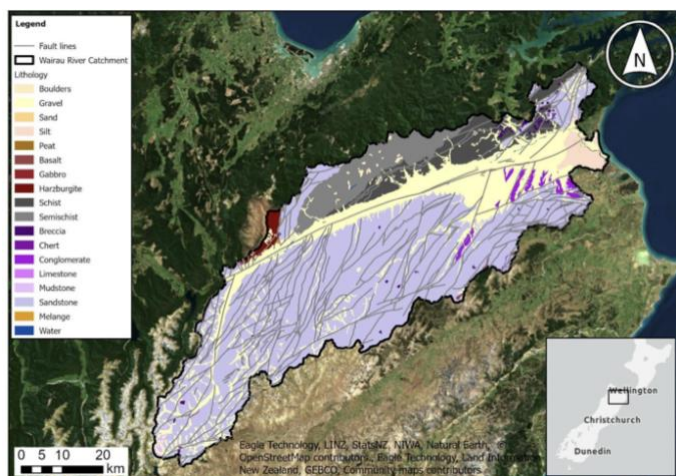 Legend
Fault lines
Wairau River Catchment
Lithology
Boulders
Gravel
Sand
Silt
Peat
Basalt
Gabbro
Harzburgite
Schist
Semischist
Breccia
Chert
Conglomerate
Limestone
Mudstone
Sandstone
Melange
Water
N
0 5 10 20
km
Eagle Technology, LINZ, StatsNZ, NIWA, Natural Earth, ©
OpenStreetMap contributors., Eagle Technology, Land Information
New Zealand, GEBCO, Community maps contributors
Wellington
Christchurch
Dunedin